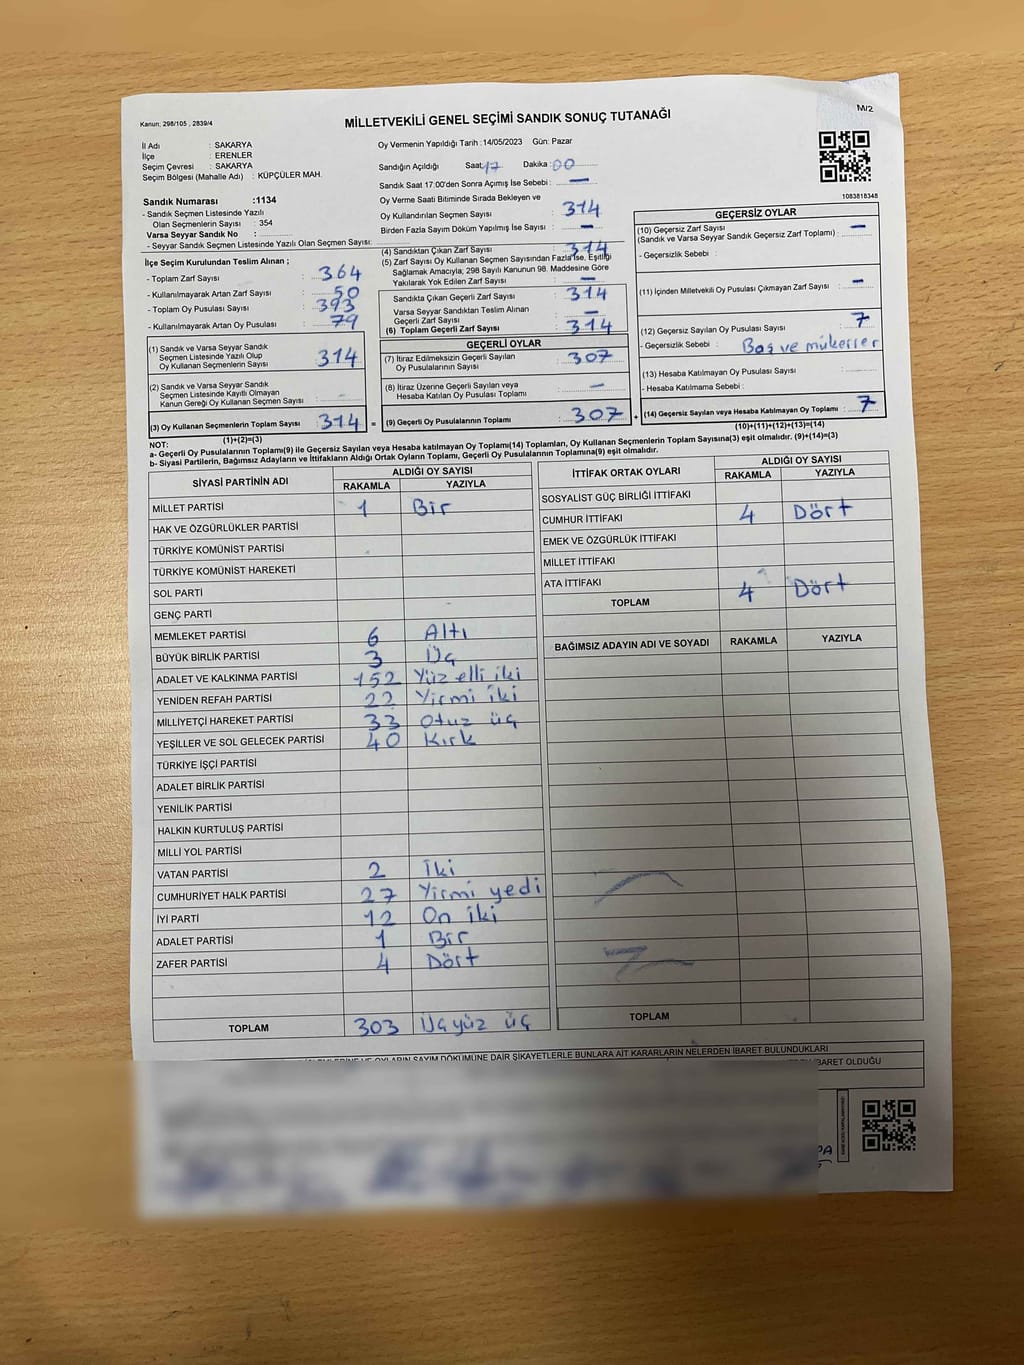 Kanun: 298/105 , 2839/4
M/2
MİLLETVEKİLİ GENEL SEÇİMİ SANDIK SONUÇ TUTANAĞI
İl Adı : SAKARYA
İlçe : ERENLER
Seçim Çevresi : SAKARYA
Seçim Bölgesi (Mahalle Adı) : KÜPÇÜLER MAH.
Oy Vermenin Yapıldığı Tarih :14/05/2023 Gün: Pazar
Sandığın Açıldığı Saat: 17 Dakika: 00
Sandık Saat 17:00'den Sonra Açımış İse Sebebi : —
1083818348
Sandık Numarası :1134
- Sandık Seçmen Listesinde Yazılı
Olan Seçmenlerin Sayısı : 354
Varsa Seyyar Sandık No :
- Seyyar Sandık Seçmen Listesinde Yazılı Olan Seçmen Sayısı:
Oy Verme Saati Bitiminde Sırada Bekleyen ve
Oy Kullandırılan Seçmen Sayısı : 314
Birden Fazla Sayım Döküm Yapılmış İse Sayısı : —
İlçe Seçim Kurulundan Teslim Alınan ;
- Toplam Zarf Sayısı : 364
- Kullanılmayarak Artan Zarf Sayısı : 50
- Toplam Oy Pusulası Sayısı : 393
- Kullanılmayarak Artan Oy Pusulası : 79
(1) Sandık ve Varsa Seyyar Sandık
Seçmen Listesinde Yazılı Olup
Oy Kullanan Seçmenlerin Sayısı : 314
(2) Sandık ve Varsa Seyyar Sandık
Seçmen Listesinde Kayıtlı Olmayan
Kanun Gereği Oy Kullanan Seçmen Sayısı :
(3) Oy Kullanan Seçmenlerin Toplam Sayısı : 314 =
(1)+(2)=(3)
(4) Sandıktan Çıkan Zarf Sayısı : 314
(5) Zarf Sayısı Oy Kullanan Seçmen Sayısından Fazla İse, Eşitliği
Sağlamak Amacıyla; 298 Sayılı Kanunun 98. Maddesine Göre
Yakılarak Yok Edilen Zarf Sayısı : —
Sandıkta Çıkan Geçerli Zarf Sayısı : 314
Varsa Seyyar Sandıktan Teslim Alınan
Geçerli Zarf Sayısı : —
(6) Toplam Geçerli Zarf Sayısı : 314
GEÇERLİ OYLAR
(7) İtiraz Edilmeksizin Geçerli Sayılan
Oy Pusulalarının Sayısı : 307
(8) İtiraz Üzerine Geçerli Sayılan veya
Hesaba Katılan Oy Pusulası Toplamı : —
(9) Geçerli Oy Pusulalarının Toplamı : 307 +
GEÇERSİZ OYLAR
(10) Geçersiz Zarf Sayısı : —
(Sandık ve Varsa Seyyar Sandık Geçersiz Zarf Toplamı)
- Geçersizlik Sebebi :
(11) İçinden Milletvekili Oy Pusulası Çıkmayan Zarf Sayısı : —
(12) Geçersiz Sayılan Oy Pusulası Sayısı : 7
- Geçersizlik Sebebi : Boş ve mükerrer
(13) Hesaba Katılmayan Oy Pusulası Sayısı :
- Hesaba Katılmama Sebebi :
(14) Geçersiz Sayılan veya Hesaba Katılmayan Oy Toplamı : 7
(10)+(11)+(12)+(13)=(14)
NOT:
a- Geçerli Oy Pusulalarının Toplamı(9) ile Geçersiz Sayılan veya Hesaba katılmayan Oy Toplamı(14) Toplamları, Oy Kullanan Seçmenlerin Toplam Sayısına(3) eşit olmalıdır. (9)+(14)=(3)
b- Siyasi Partilerin, Bağımsız Adayların ve İttifakların Aldığı Ortak Oyların Toplamı, Geçerli Oy Pusulalarının Toplamına(9) eşit olmalıdır.
SİYASİ PARTİNİN ADI ALDIĞI OY SAYISI
RAKAMLA YAZIYLA
MİLLET PARTİSİ 1 Bir
HAK VE ÖZGÜRLÜKLER PARTİSİ
TÜRKİYE KOMÜNİST PARTİSİ
TÜRKİYE KOMÜNİST HAREKETİ
SOL PARTİ
GENÇ PARTİ
MEMLEKET PARTİSİ 6 Altı
BÜYÜK BİRLİK PARTİSİ 3 Üç
ADALET VE KALKINMA PARTİSİ 152 Yüz elli iki
YENİDEN REFAH PARTİSİ 22 Yirmi iki
MİLLİYETÇİ HAREKET PARTİSİ 33 Otuz üç
YEŞİLLER VE SOL GELECEK PARTİSİ 40 Kırk
TÜRKİYE İŞÇİ PARTİSİ
ADALET BİRLİK PARTİSİ
YENİLİK PARTİSİ
HALKIN KURTULUŞ PARTİSİ
MİLLİ YOL PARTİSİ
VATAN PARTİSİ 2 İki
CUMHURİYET HALK PARTİSİ 27 Yirmi yedi
İYİ PARTİ 12 On iki
ADALET PARTİSİ 1 Bir
ZAFER PARTİSİ 4 Dört
TOPLAM 303 Üçyüz üç
İTTİFAK ORTAK OYLARI ALDIĞI OY SAYISI
RAKAMLA YAZIYLA
SOSYALİST GÜÇ BİRLİĞİ İTTİFAKI
CUMHUR İTTİFAKI 4 Dört
EMEK VE ÖZGÜRLÜK İTTİFAKI
MİLLET İTTİFAKI
ATA İTTİFAKI
TOPLAM 4 Dört
BAĞIMSIZ ADAYIN ADI VE SOYADI RAKAMLA YAZIYLA
TOPLAM
OYLARIN SAYIM DÖKÜMÜNE DAİR ŞİKAYETLERLE BUNLARA AİT KARARLARIN NELERDEN İBARET BULUNDUKLARI
İBARET OLDUĞU